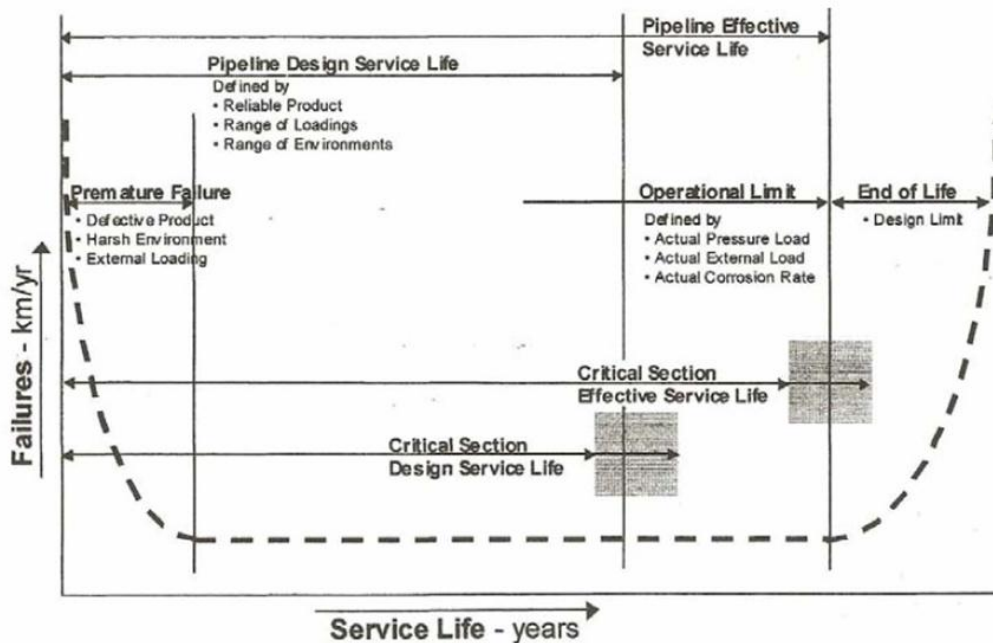 Pipeline Effective
Service Life
Pipeline Design Service Life
Defined by
• Reliable Product
• Range of Loadings
• Range of Environments
Premature Failure
• Defective Product
• Harsh Environment
• External Loading
Operational Limit
Defined by
• Actual Pressure Load
• Actual External Load
• Actual Corrosion Rate
End of Life
• Design Limit
Critical Section
Effective Service Life
Critical Section
Design Service Life
Failures - km/yr
Service Life - years